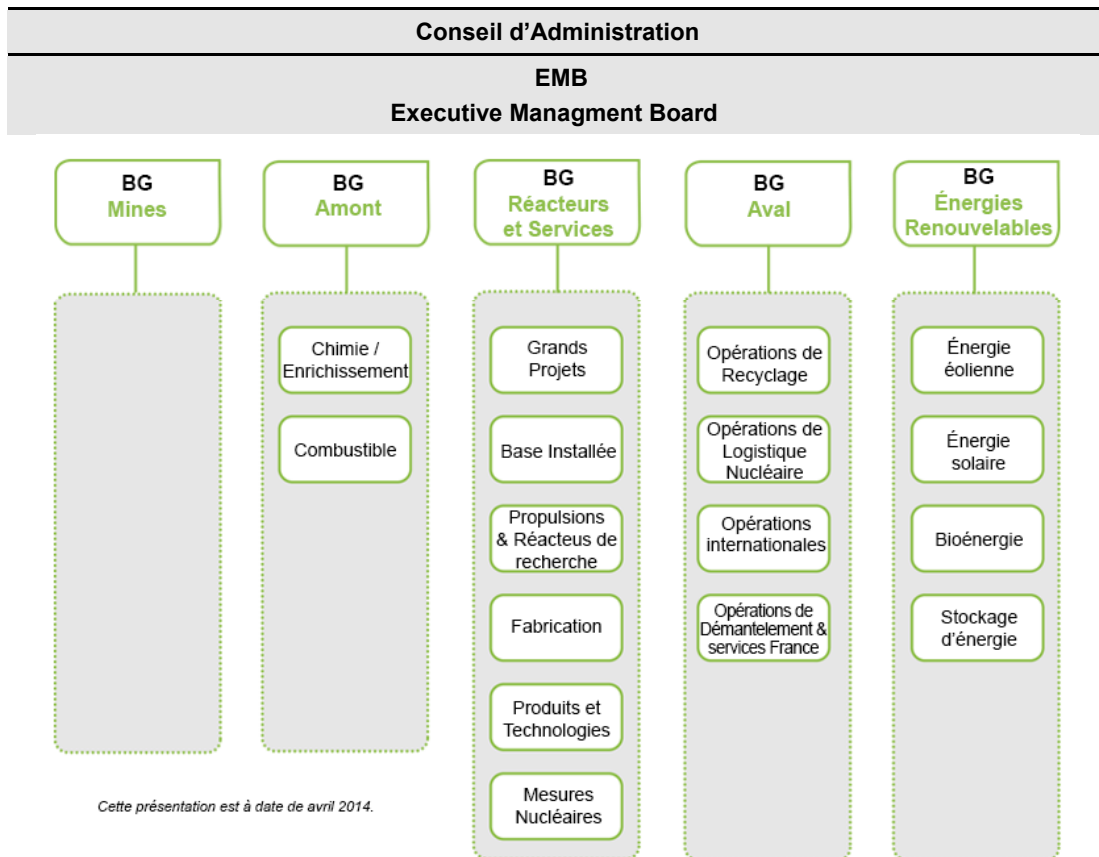 Conseil d’Administration
EMB
Executive Managment Board
BG
Mines
BG
Amont
Chimie /
Enrichissement
Combustible
BG
Réacteurs
et Services
Grands
Projets
Base Installée
Propulsions
& Réacteus de
recherche
Fabrication
Produits et
Technologies
Mesures
Nucléaires
BG
Aval
Opérations de
Recyclage
Opérations de
Logistique
Nucléaire
Opérations
internationales
Opérations de
Démantelement &
services France
BG
Énergies
Renouvelables
Énergie
éolienne
Énergie
solaire
Bioénergie
Stockage
d’énergie
Cette présentation est à date de avril 2014.